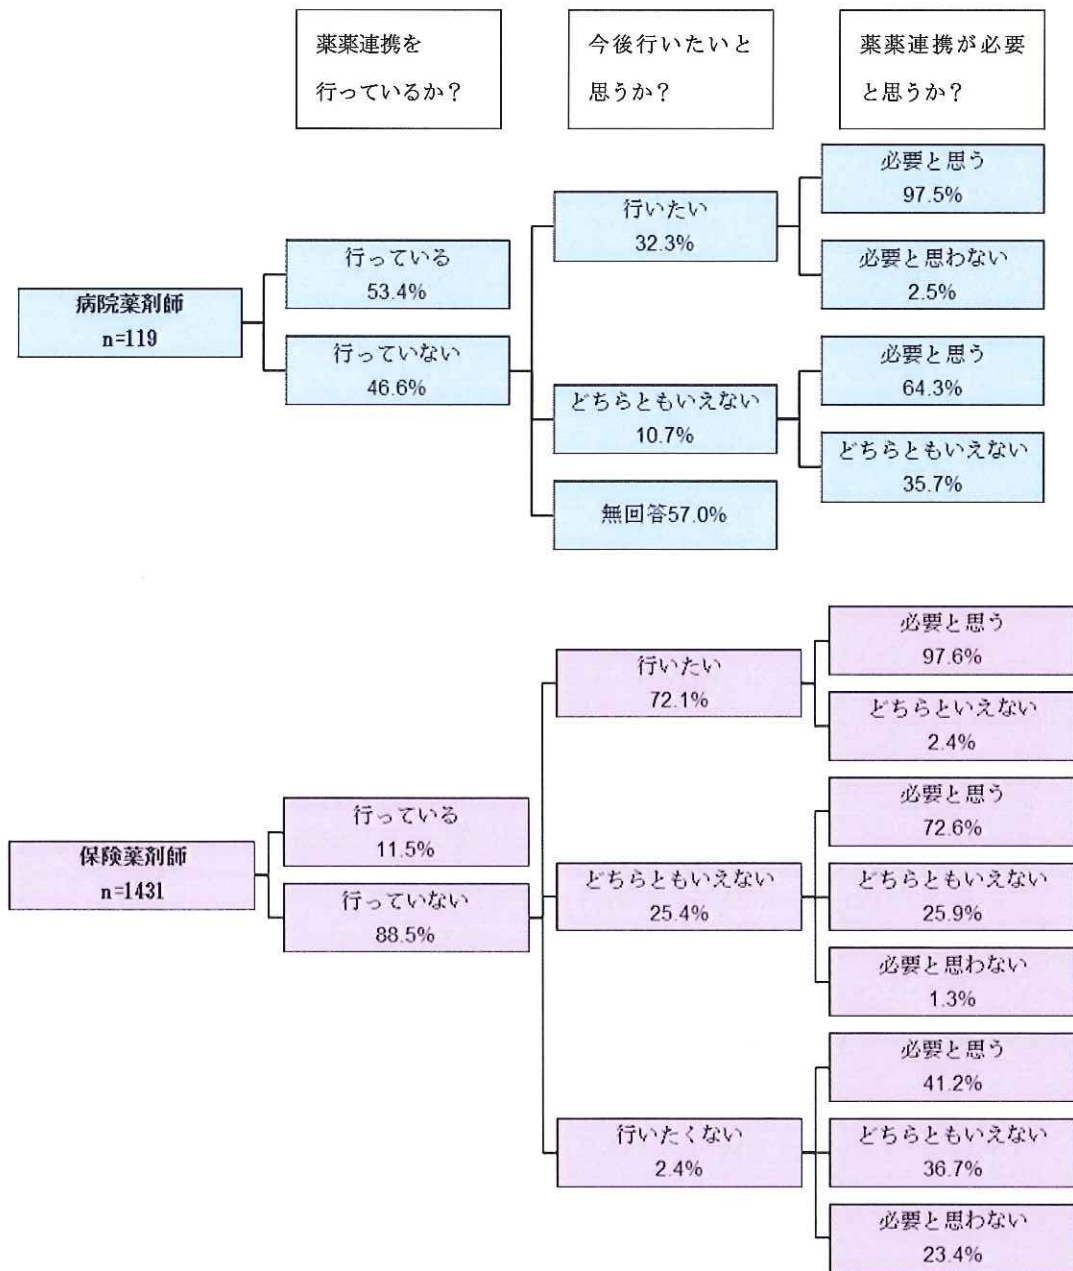 薬薬連携を
行っているか？
今後行いたいと
思うか？
薬薬連携が必要
と思うか？
病院薬剤師
n=119
行っている
53.4%
行っていない
46.6%
行いたい
32.3%
どちらともいえない
10.7%
無回答57.0%
必要と思う
97.5%
必要と思わない
2.5%
必要と思う
64.3%
どちらともいえない
35.7%
保険薬剤師
n=1431
行っている
11.5%
行っていない
88.5%
行いたい
72.1%
どちらともいえない
25.4%
行いたくない
2.4%
必要と思う
97.6%
どちらといえない
2.4%
必要と思う
72.6%
どちらともいえない
25.9%
必要と思わない
1.3%
必要と思う
41.2%
どちらともいえない
36.7%
必要と思わない
23.4%